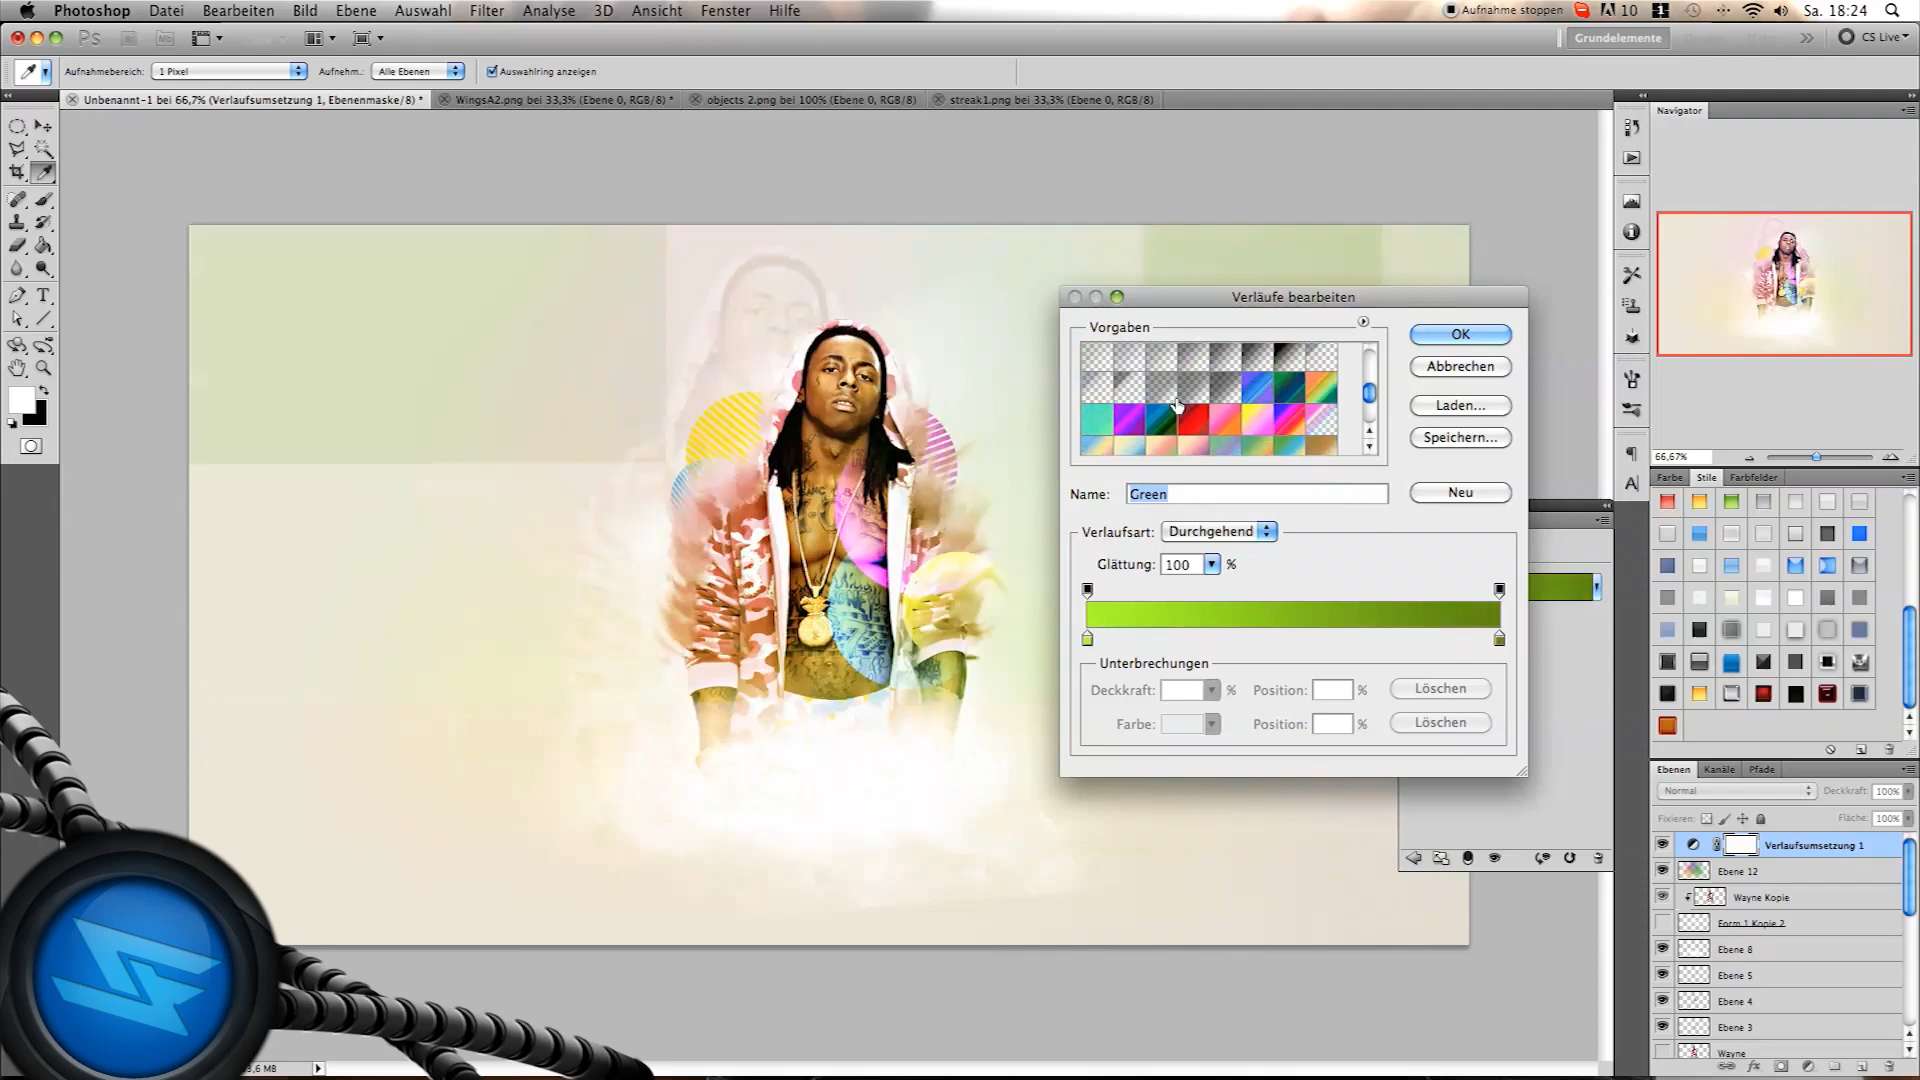 Photoshop Datei Bearbeiten Bild Ebene Auswahl Filter Analyse 3D Ansicht Fenster Hilfe
Aufnahme stoppen 10 1 Sa. 18:24
Ps Br Mb Grundelemente CS Live
Aufnahmebereich: 1 Pixel Aufnehm.: Alle Ebenen Auswahlring anzeigen
Unbenannt-1 bei 66,7% (Verlaufsumsetzung 1, Ebenenmaske/8) * WingsA2.png bei 33,3% (Ebene 0, RGB/8) * objects 2.png bei 100% (Ebene 0, RGB/8) streak1.png bei 33,3% (Ebene 0, RGB/8)
Navigator
66,67%
Farbe Stile Farbfelder
Verläufe bearbeiten
Vorgaben
OK
Abbrechen
Laden...
Speichern...
Name: Green
Neu
Verlaufsart: Durchgehend
Glättung: 100 %
Unterbrechungen
Deckkraft: % Position: % Löschen
Farbe: Position: % Löschen
Ebenen Kanäle Pfade
Normal Deckkraft: 100%
Fixieren: Fläche: 100%
Verlaufsumsetzung 1
Ebene 12
Wayne Kopie
Form 1 Kopie 2
Ebene 8
Ebene 5
Ebene 4
Ebene 3
Wayne
3,6 MB